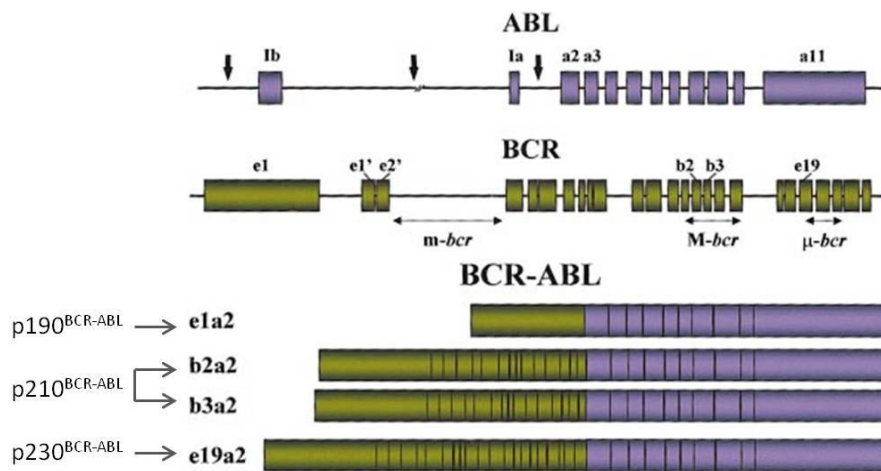 ABL
Ib Ia a2 a3 a11
BCR
e1 e1' e2' b2 b3 e19
m-bcr M-bcr μ-bcr
BCR-ABL
p190BCR-ABL e1a2
b2a2
p210BCR-ABL
b3a2
p230BCR-ABL e19a2